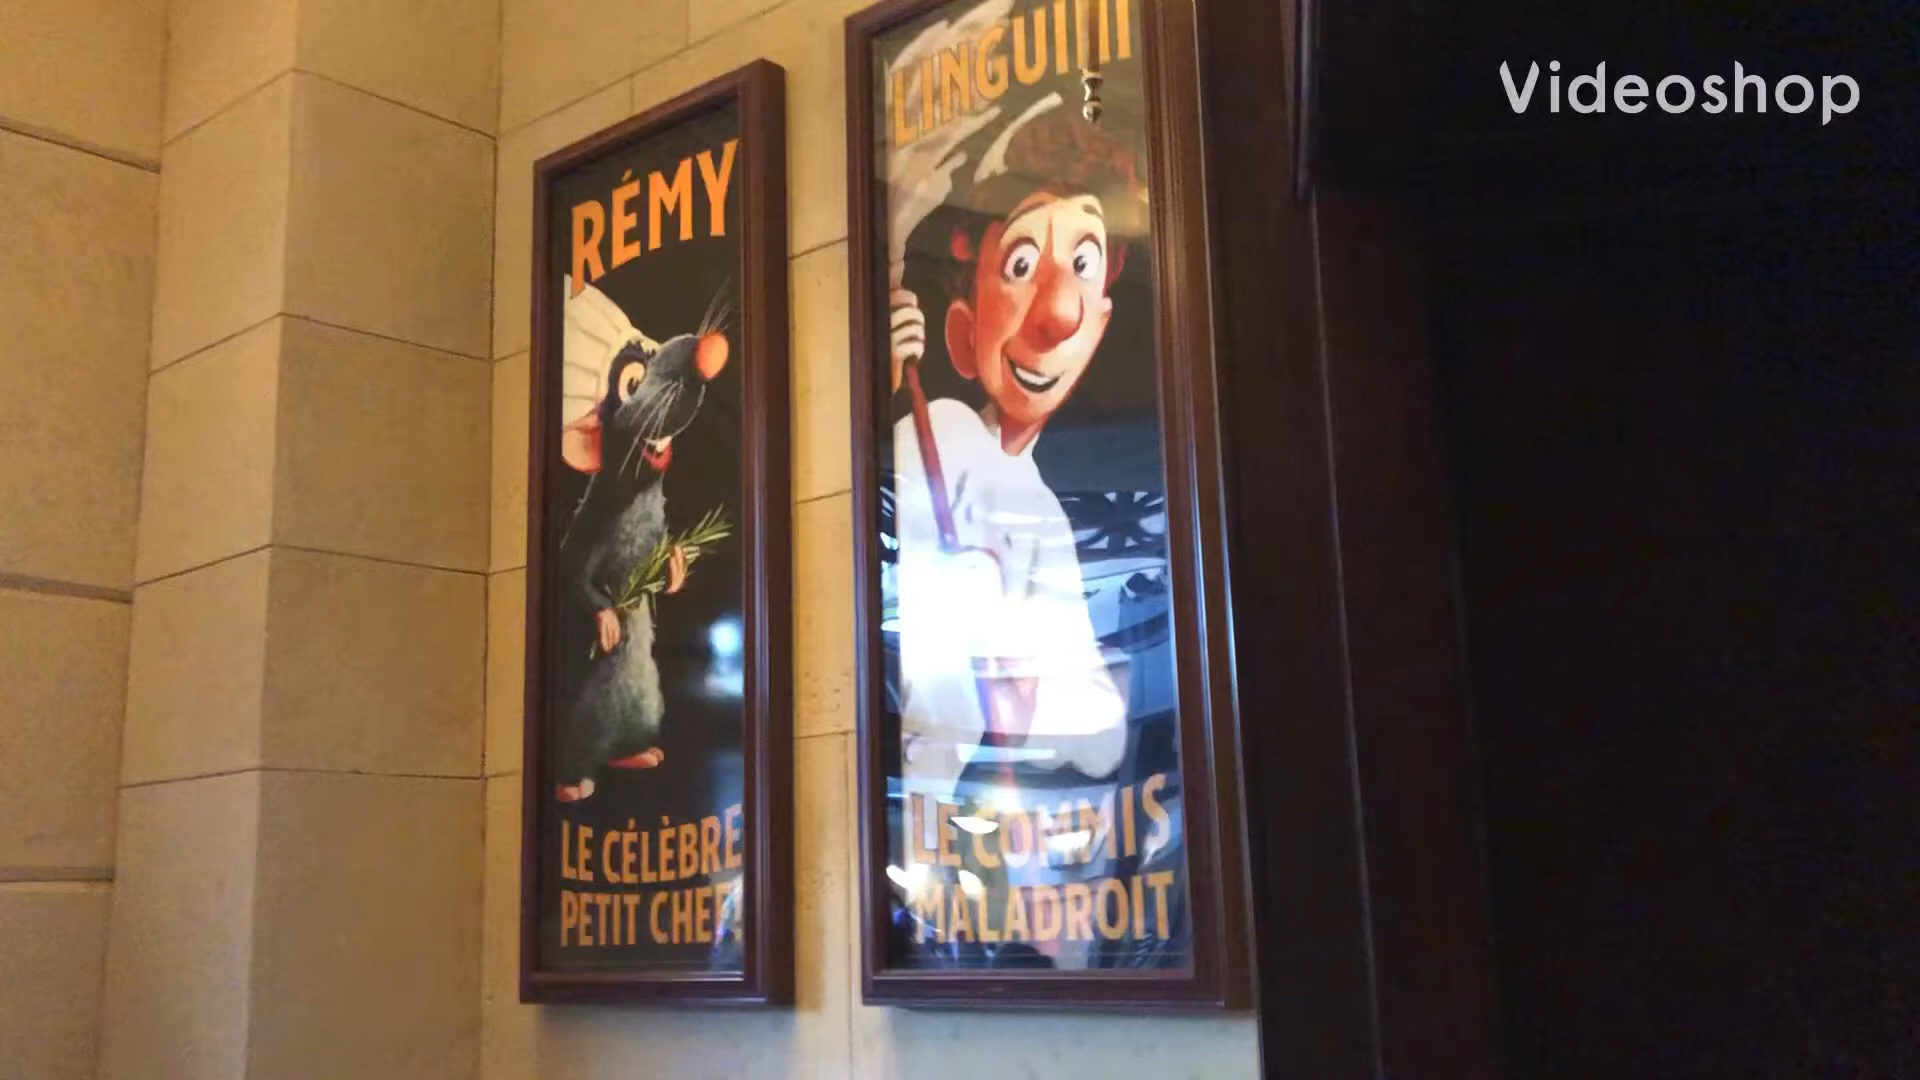 Videoshop
RÉMY
LE CÉLÈBRE
PETIT CHEF!
LINGUINI
LE COMMIS
MALADROIT